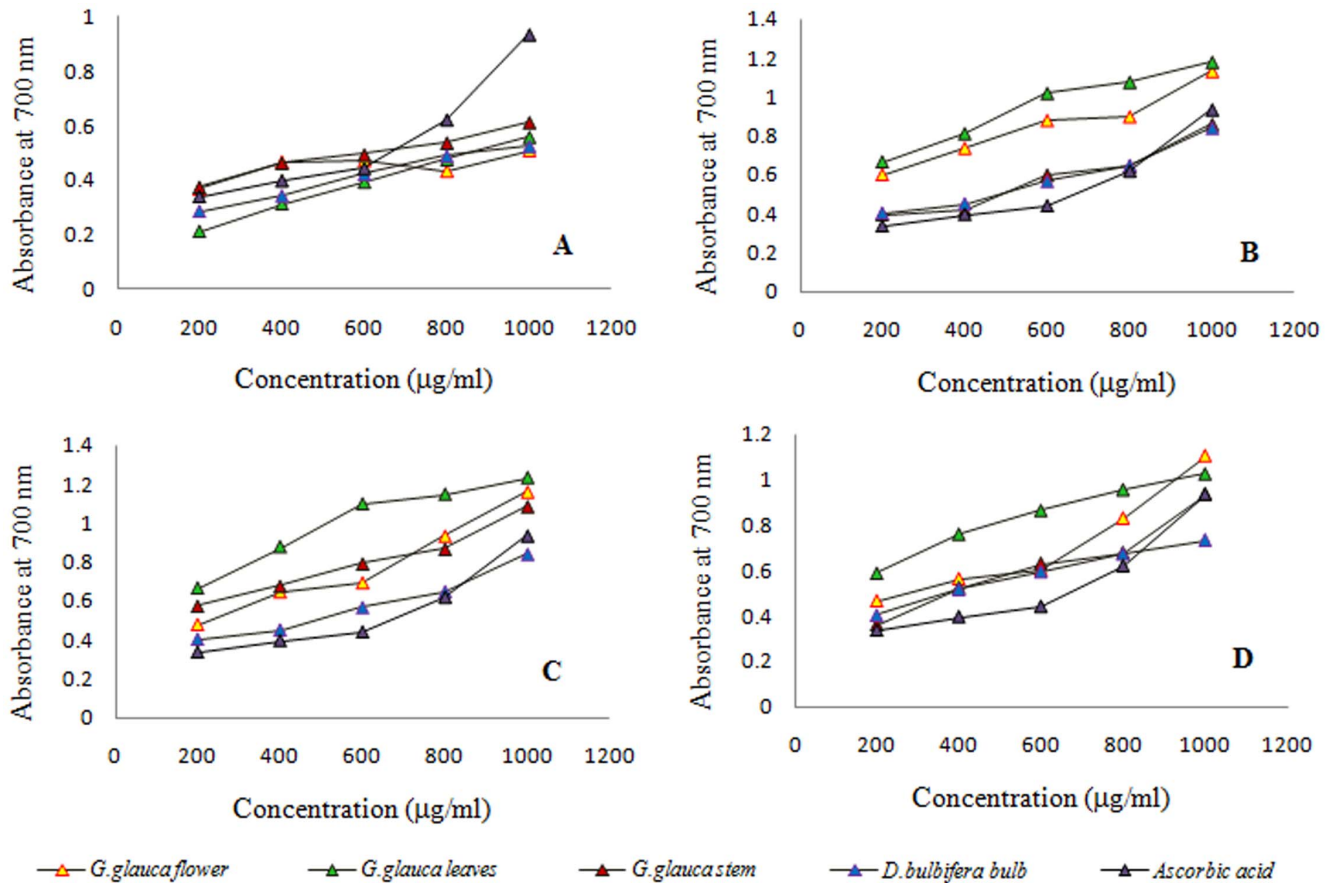 Absorbance at 700 nm
1
0.8
0.6
0.4
0.2
0
A
0 200 400 600 800 1000 1200
Concentration (μg/ml)
Absorbance at 700 nm
1.4
1.2
1
0.8
0.6
0.4
0.2
0
B
0 200 400 600 800 1000 1200
Concentration (μg/ml)
Absorbance at 700 nm
1.4
1.2
1
0.8
0.6
0.4
0.2
0
C
0 200 400 600 800 1000 1200
Concentration (μg/ml)
Absorbance at 700 nm
1.2
1
0.8
0.6
0.4
0.2
0
D
0 200 400 600 800 1000 1200
Concentration (μg/ml)
G.glauca flower G.glauca leaves G.glauca stem D.bulbifera bulb Ascorbic acid